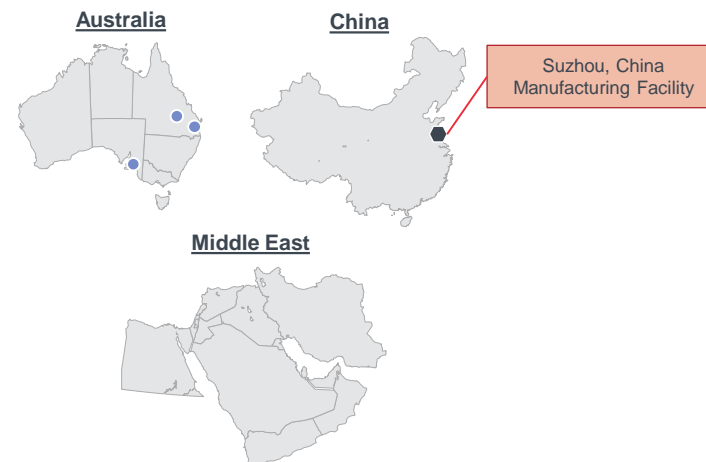 Australia
China
Suzhou, China
Manufacturing Facility
Middle East